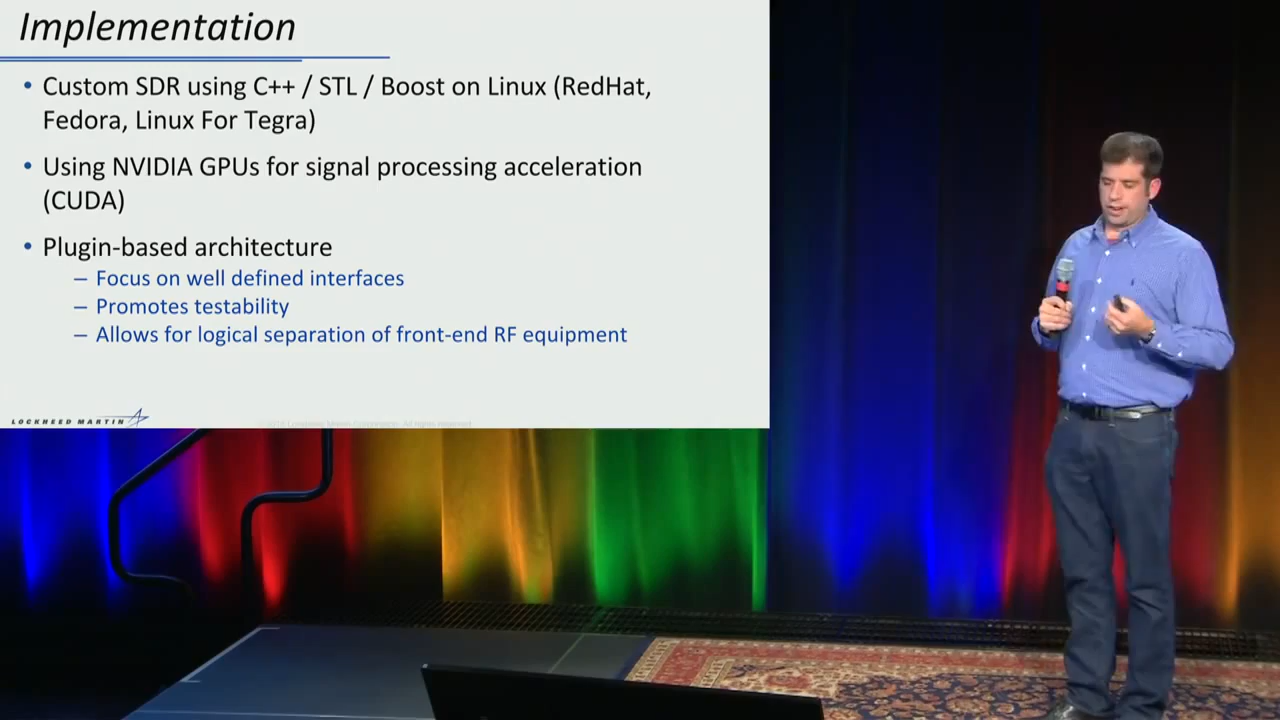 Implementation
• Custom SDR using C++ / STL / Boost on Linux (RedHat,
Fedora, Linux For Tegra)
• Using NVIDIA GPUs for signal processing acceleration
(CUDA)
• Plugin-based architecture
– Focus on well defined interfaces
– Promotes testability
– Allows for logical separation of front-end RF equipment
LOCKHEED MARTIN